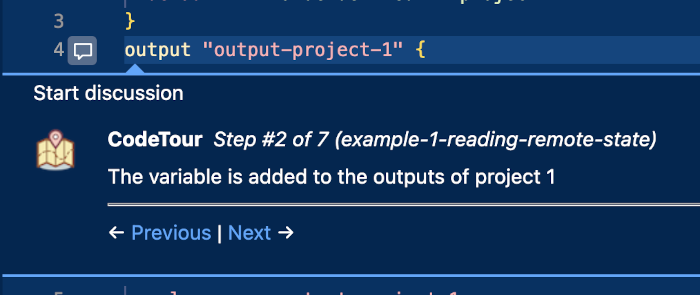 3 }
4 output "output-project-1" {
Start discussion
CodeTour Step #2 of 7 (example-1-reading-remote-state)
The variable is added to the outputs of project 1
← Previous | Next →